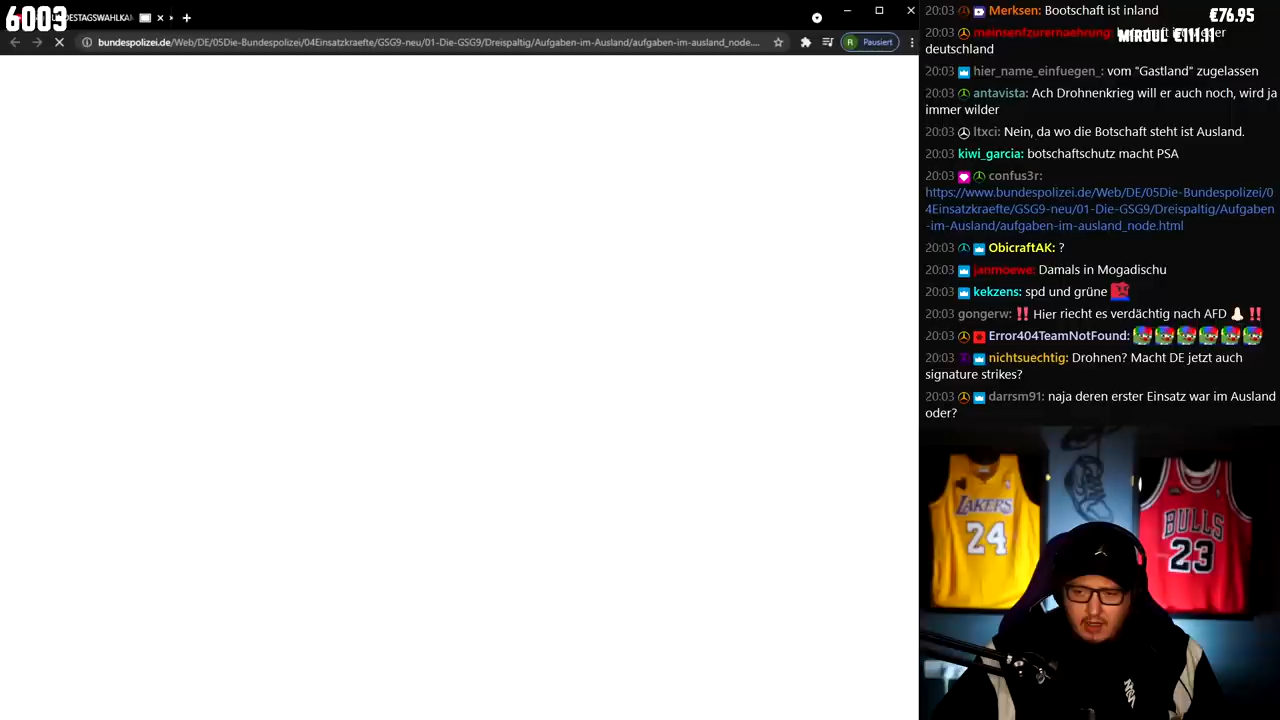 6003
UNDESTAGSWAHLKAM
bundespolizei.de/Web/DE/05Die-Bundespolizei/04Einsatzkraefte/GSG9-neu/01-Die-GSG9/Dreispaltig/Aufgaben-im-Ausland/aufgaben-im-ausland_node....
R Pausiert
€76.95
MIROUL €11.11
20:03 Merksen: Bootschaft ist inland
20:03 meinsenfzurernaehrung:
deutschland
20:03 hier_name_einfuegen_: vom "Gastland" zugelassen
20:03 antavista: Ach Drohnenkrieg will er auch noch, wird ja
immer wilder
20:03 ltxci: Nein, da wo die Botschaft steht ist Ausland.
20:03 kiwi_garcia: botschaftschutz macht PSA
20:03 confus3r:
https://www.bundespolizei.de/Web/DE/05Die-Bundespolizei/0
4Einsatzkraefte/GSG9-neu/01-Die-GSG9/Dreispaltig/Aufgaben
-im-Ausland/aufgaben-im-ausland_node.html
20:03 ObicraftAK: ?
20:03 janmoewe: Damals in Mogadischu
20:03 kekzens: spd und grüne
20:03 gongerw: ‼️ Hier riecht es verdächtig nach AFD 👃🏻 ‼️
20:03 Error404TeamNotFound:
20:03 nichtsuechtig: Drohnen? Macht DE jetzt auch
signature strikes?
20:03 darrsm91: naja deren erster Einsatz war im Ausland
oder?
LAKERS
24
BULLS
23